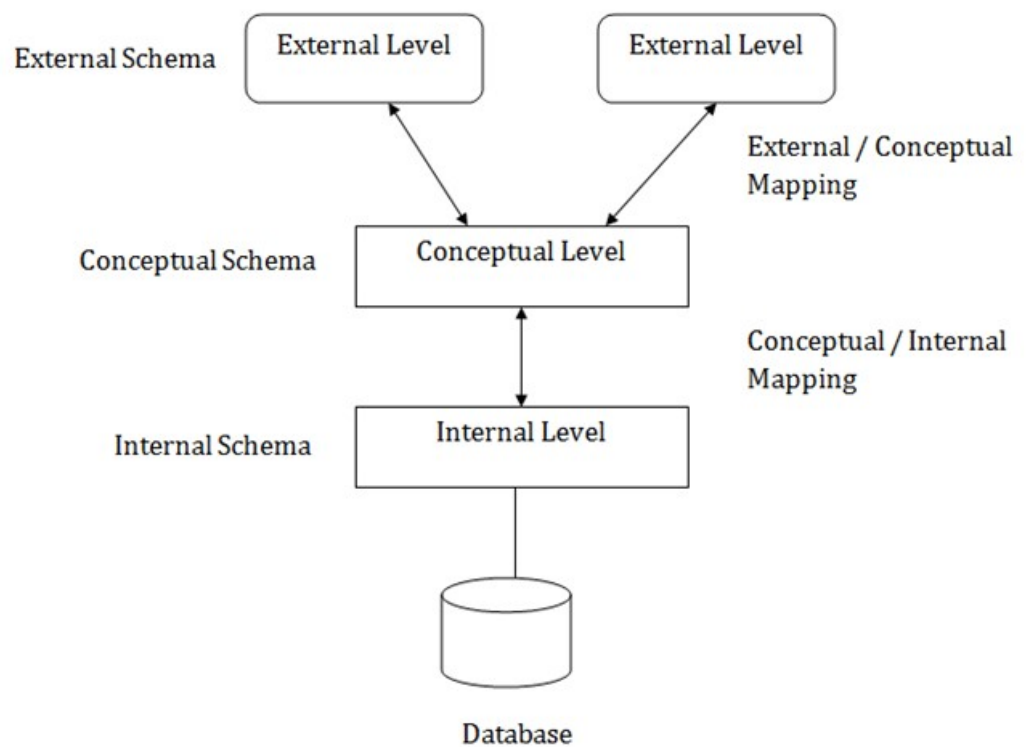 External Schema
External Level
External Level
External / Conceptual
Mapping
Conceptual Schema
Conceptual Level
Conceptual / Internal
Mapping
Internal Schema
Internal Level
Database